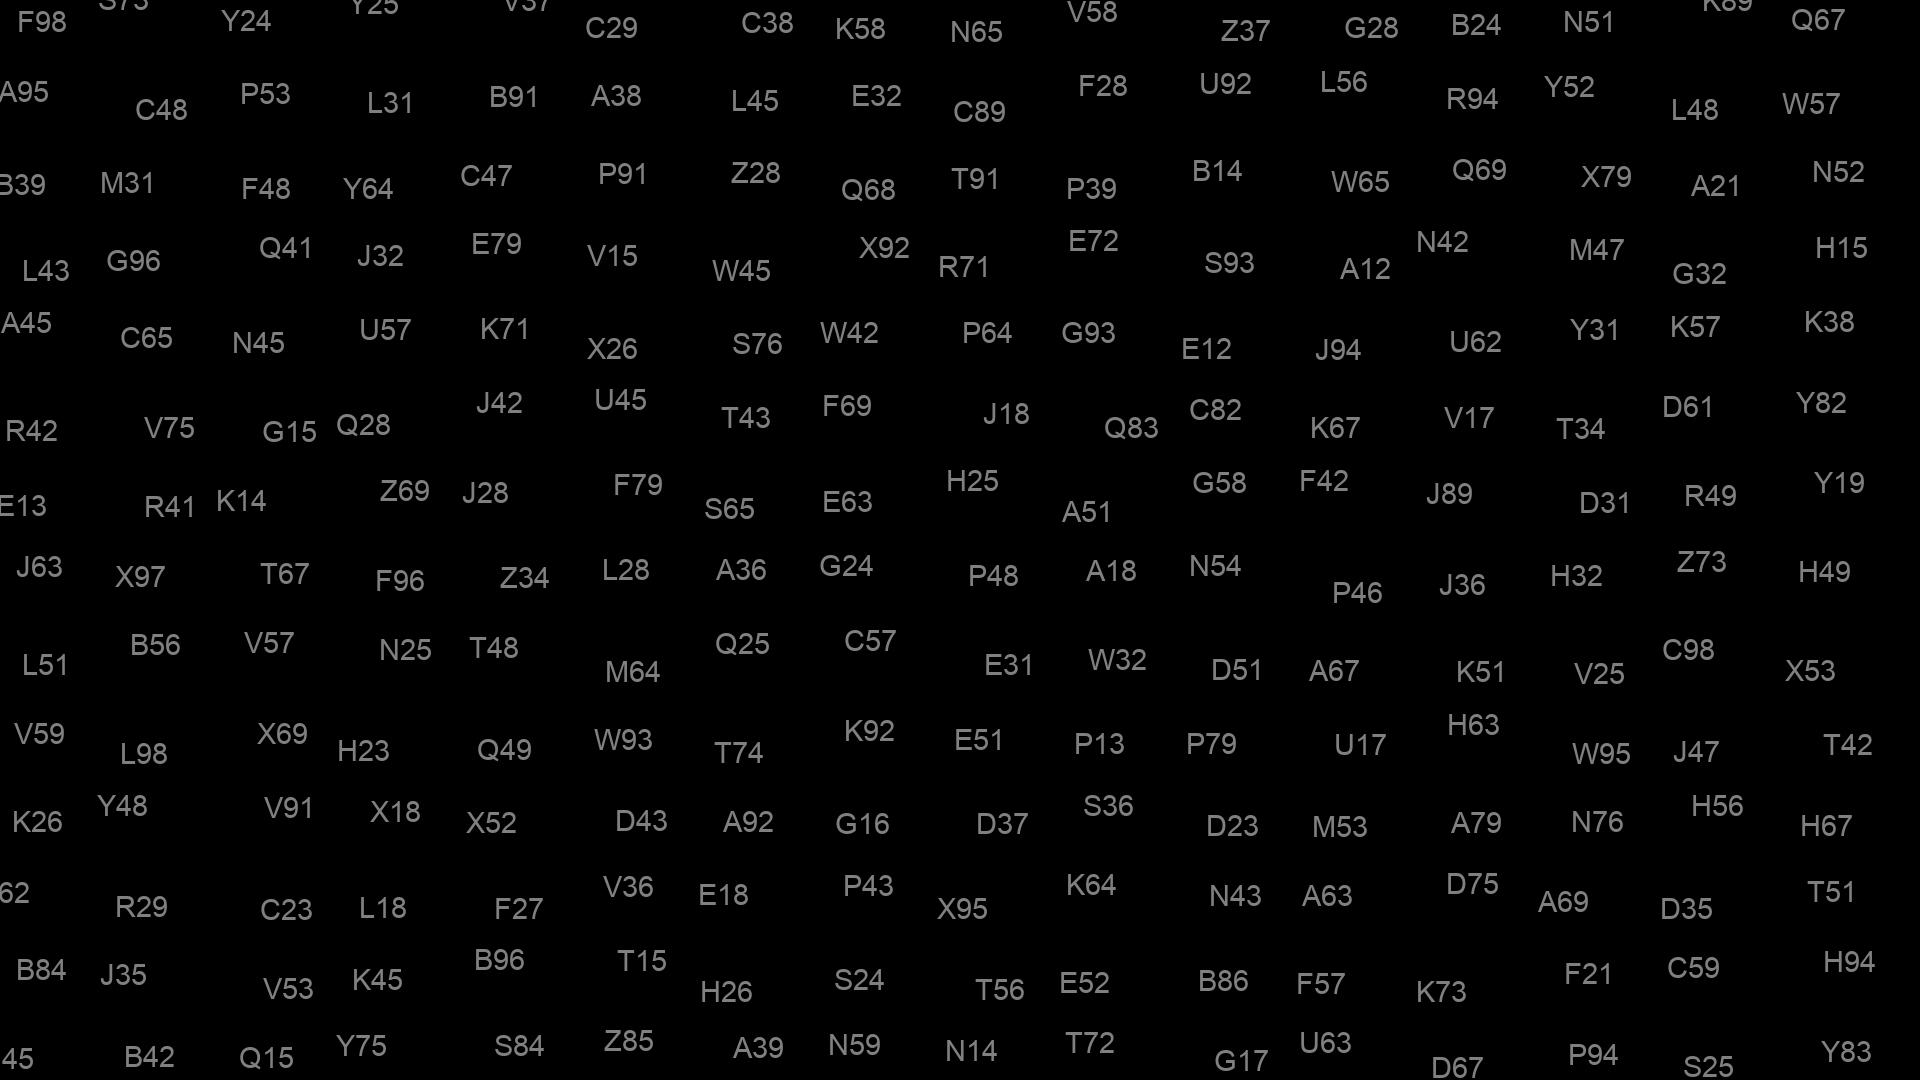 F98 S73 Y24 Y25 V37 C29 C38 K58 N65 V58 Z37 G28 B24 N51 K89 Q67
A95 C48 P53 L31 B91 A38 L45 E32 C89 F28 U92 L56 R94 Y52 L48 W57
B39 M31 F48 Y64 C47 P91 Z28 Q68 T91 P39 B14 W65 Q69 X79 A21 N52
L43 G96 Q41 J32 E79 V15 W45 X92 R71 E72 S93 A12 N42 M47 G32 H15
A45 C65 N45 U57 K71 X26 S76 W42 P64 G93 E12 J94 U62 Y31 K57 K38
R42 V75 G15 Q28 J42 U45 T43 F69 J18 Q83 C82 K67 V17 T34 D61 Y82
E13 R41 K14 Z69 J28 F79 S65 E63 H25 A51 G58 F42 J89 D31 R49 Y19
J63 X97 T67 F96 Z34 L28 A36 G24 P48 A18 N54 P46 J36 H32 Z73 H49
L51 B56 V57 N25 T48 M64 Q25 C57 E31 W32 D51 A67 K51 V25 C98 X53
V59 L98 X69 H23 Q49 W93 T74 K92 E51 P13 P79 U17 H63 W95 J47 T42
K26 Y48 V91 X18 X52 D43 A92 G16 D37 S36 D23 M53 A79 N76 H56 H67
62 R29 C23 L18 F27 V36 E18 P43 X95 K64 N43 A63 D75 A69 D35 T51
B84 J35 V53 K45 B96 T15 H26 S24 T56 E52 B86 F57 K73 F21 C59 H94
45 B42 Q15 Y75 S84 Z85 A39 N59 N14 T72 G17 U63 D67 P94 S25 Y83